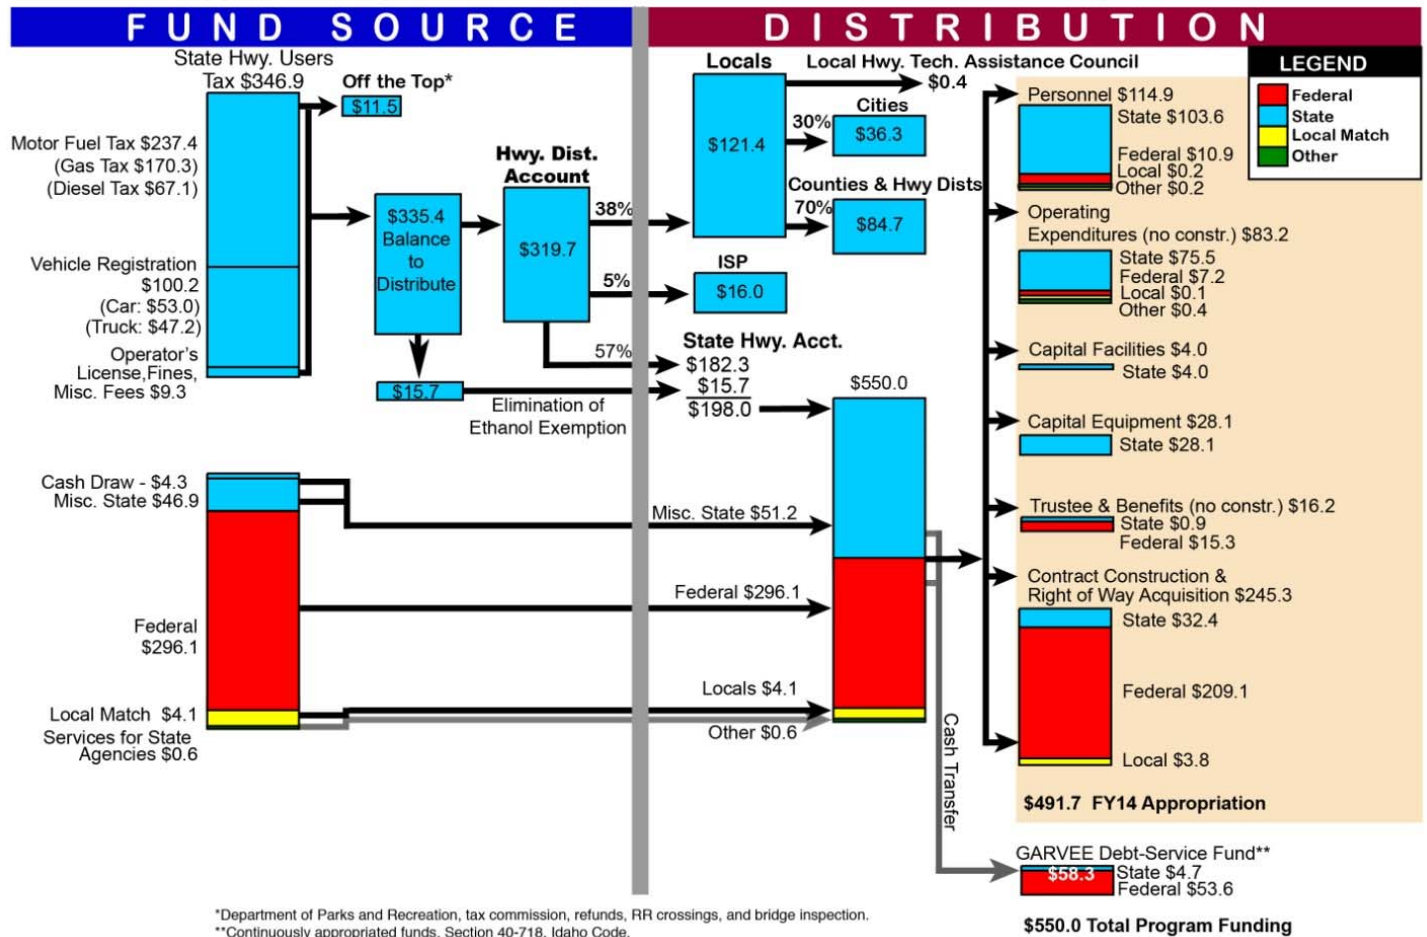 FUND SOURCE
DISTRIBUTION
State Hwy. Users
Tax $346.9
Off the Top*
$11.5
Motor Fuel Tax $237.4
(Gas Tax $170.3)
(Diesel Tax $67.1)
Vehicle Registration
$100.2
(Car: $53.0)
(Truck: $47.2)
Operator's
License,Fines,
Misc. Fees $9.3
$335.4
Balance
to
Distribute
$15.7
Hwy. Dist.
Account
$319.7
38%
5%
57%
Elimination of
Ethanol Exemption
Cash Draw - $4.3
Misc. State $46.9
Federal
$296.1
Local Match $4.1
Services for State
Agencies $0.6
Locals
$121.4
Local Hwy. Tech. Assistance Council
$0.4
Cities
30%
$36.3
Counties & Hwy Dists
70%
$84.7
ISP
$16.0
State Hwy. Acct.
$182.3
$15.7
$198.0
$550.0
Misc. State $51.2
Federal $296.1
Locals $4.1
Other $0.6
Cash Transfer
LEGEND
Federal
State
Local Match
Other
Personnel $114.9
State $103.6
Federal $10.9
Local $0.2
Other $0.2
Operating
Expenditures (no constr.) $83.2
State $75.5
Federal $7.2
Local $0.1
Other $0.4
Capital Facilities $4.0
State $4.0
Capital Equipment $28.1
State $28.1
Trustee & Benefits (no constr.) $16.2
State $0.9
Federal $15.3
Contract Construction &
Right of Way Acquisition $245.3
State $32.4
Federal $209.1
Local $3.8
$491.7 FY14 Appropriation
GARVEE Debt-Service Fund**
$58.3
State $4.7
Federal $53.6
$550.0 Total Program Funding
*Department of Parks and Recreation, tax commission, refunds, RR crossings, and bridge inspection.
**Continuously appropriated funds, Section 40-718, Idaho Code.